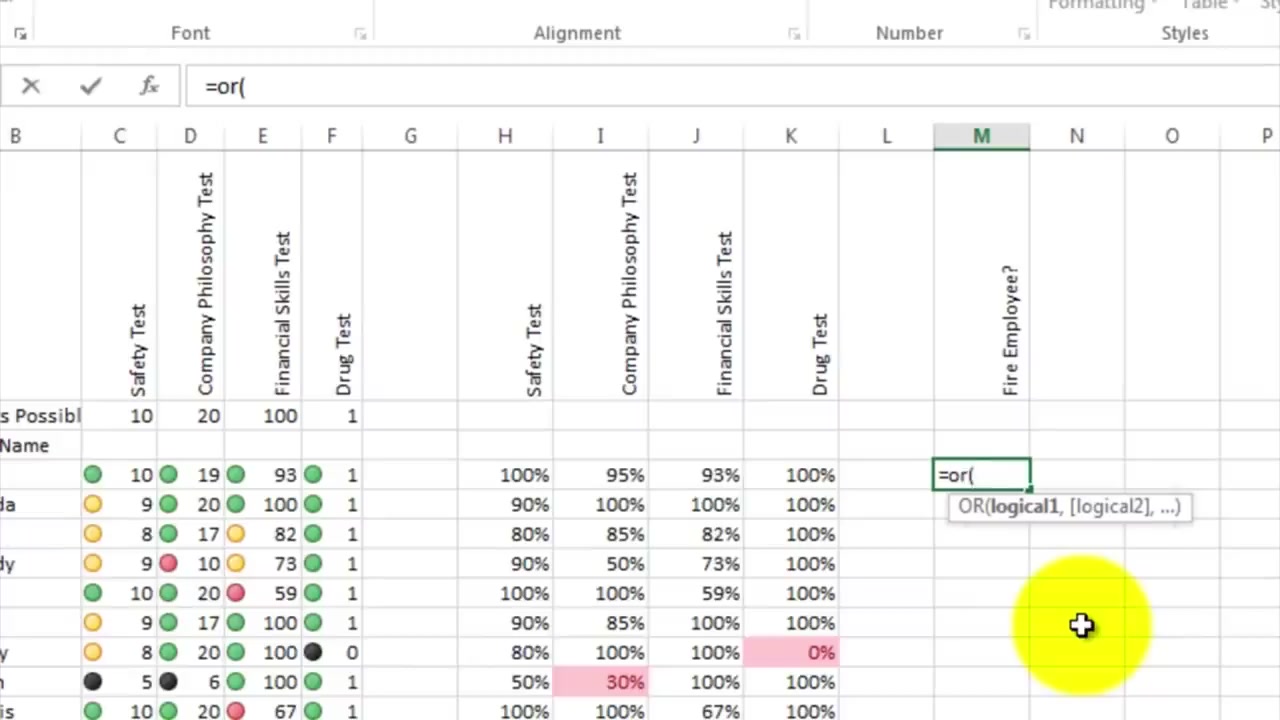 Formatting Table Sty
Font Alignment Number Styles
fx =or(
B C D E F G H I J K L M N O P
Safety Test
Company Philosophy Test
Financial Skills Test
Drug Test
Safety Test
Company Philosophy Test
Financial Skills Test
Drug Test
Fire Employee?
s Possibl 10 20 100 1
Name
10 19 93 1 100% 95% 93% 100% =or(
da 9 20 100 1 90% 100% 100% 100%
OR(logical1, [logical2], ...)
8 17 82 1 80% 85% 82% 100%
dy 9 10 73 1 90% 50% 73% 100%
10 20 59 1 100% 100% 59% 100%
9 17 100 1 90% 85% 100% 100%
y 8 20 100 0 80% 100% 100% 0%
n 5 6 100 1 50% 30% 100% 100%
is 10 20 67 1 100% 100% 67% 100%